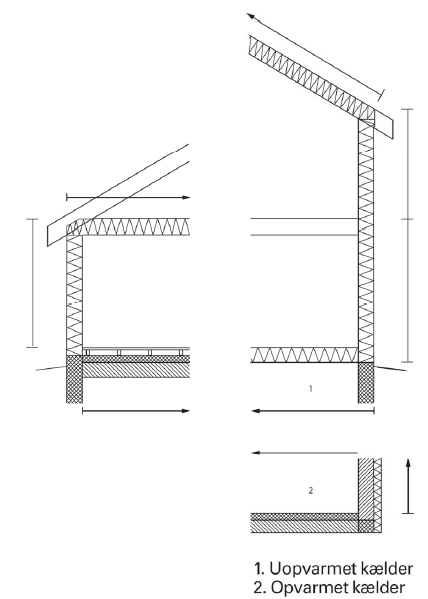 1
2
1. Uopvarmet kælder
2. Opvarmet kælder